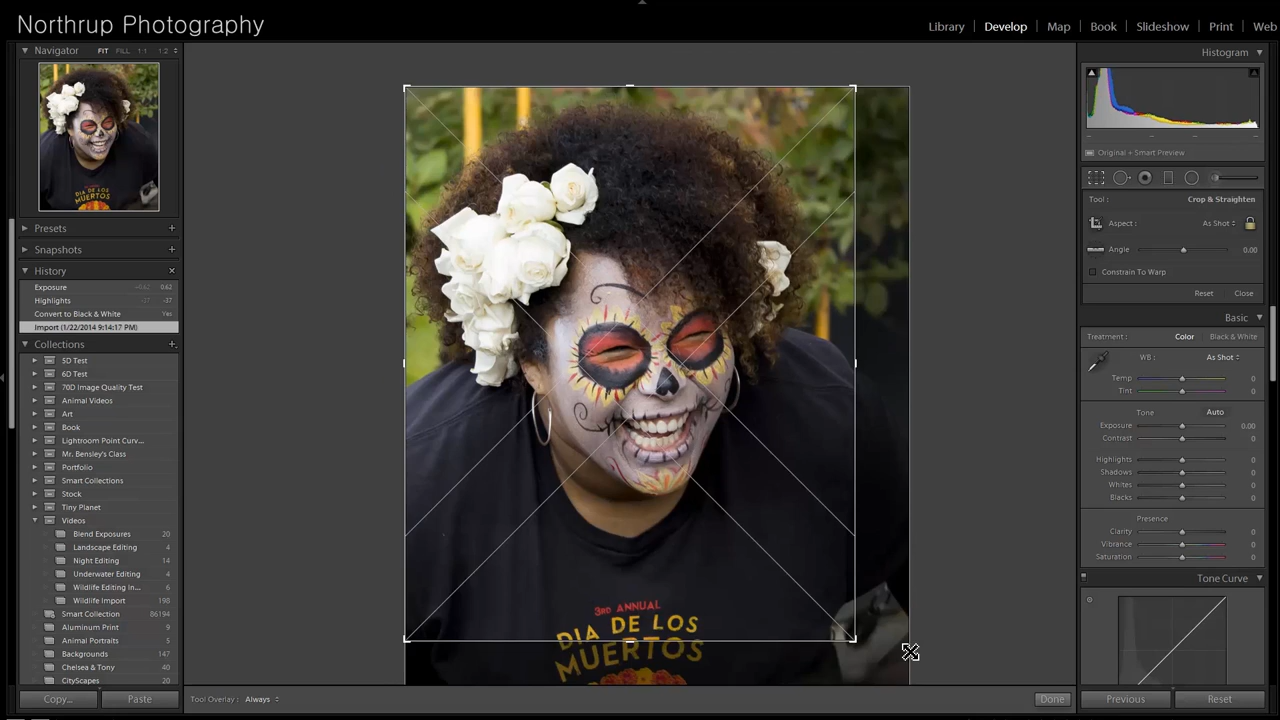 Northrup Photography
Library | Develop | Map | Book | Slideshow | Print | Web
Navigator FIT FILL 1:1 1:2
Presets
Snapshots
History
Exposure +0.62 0.62
Highlights -37 -37
Convert to Black & White Yes
Import (1/22/2014 9:14:17 PM)
Collections
5D Test
6D Test
70D Image Quality Test
Animal Videos
Art
Book
Lightroom Point Curv...
Mr. Bensley's Class
Portfolio
Smart Collections
Stock
Tiny Planet
Videos
Blend Exposures 20
Landscape Editing 4
Night Editing 14
Underwater Editing 4
Wildlife Editing In... 6
Wildlife Import 198
Smart Collection 86194
Aluminum Print 9
Animal Portraits 5
Backgrounds 147
Chelsea & Tony 40
CityScapes 20
Copy... Paste
3RD ANNUAL
DIA DE LOS
MUERTOS
Tool Overlay : Always
Done
Histogram
Original + Smart Preview
Tool : Crop & Straighten
Aspect : As Shot
Angle 0.00
Constrain To Warp
Reset Close
Basic
Treatment : Color Black & White
WB : As Shot
Temp 0
Tint 0
Tone Auto
Exposure 0.00
Contrast 0
Highlights 0
Shadows 0
Whites 0
Blacks 0
Presence
Clarity 0
Vibrance 0
Saturation 0
Tone Curve
Previous Reset